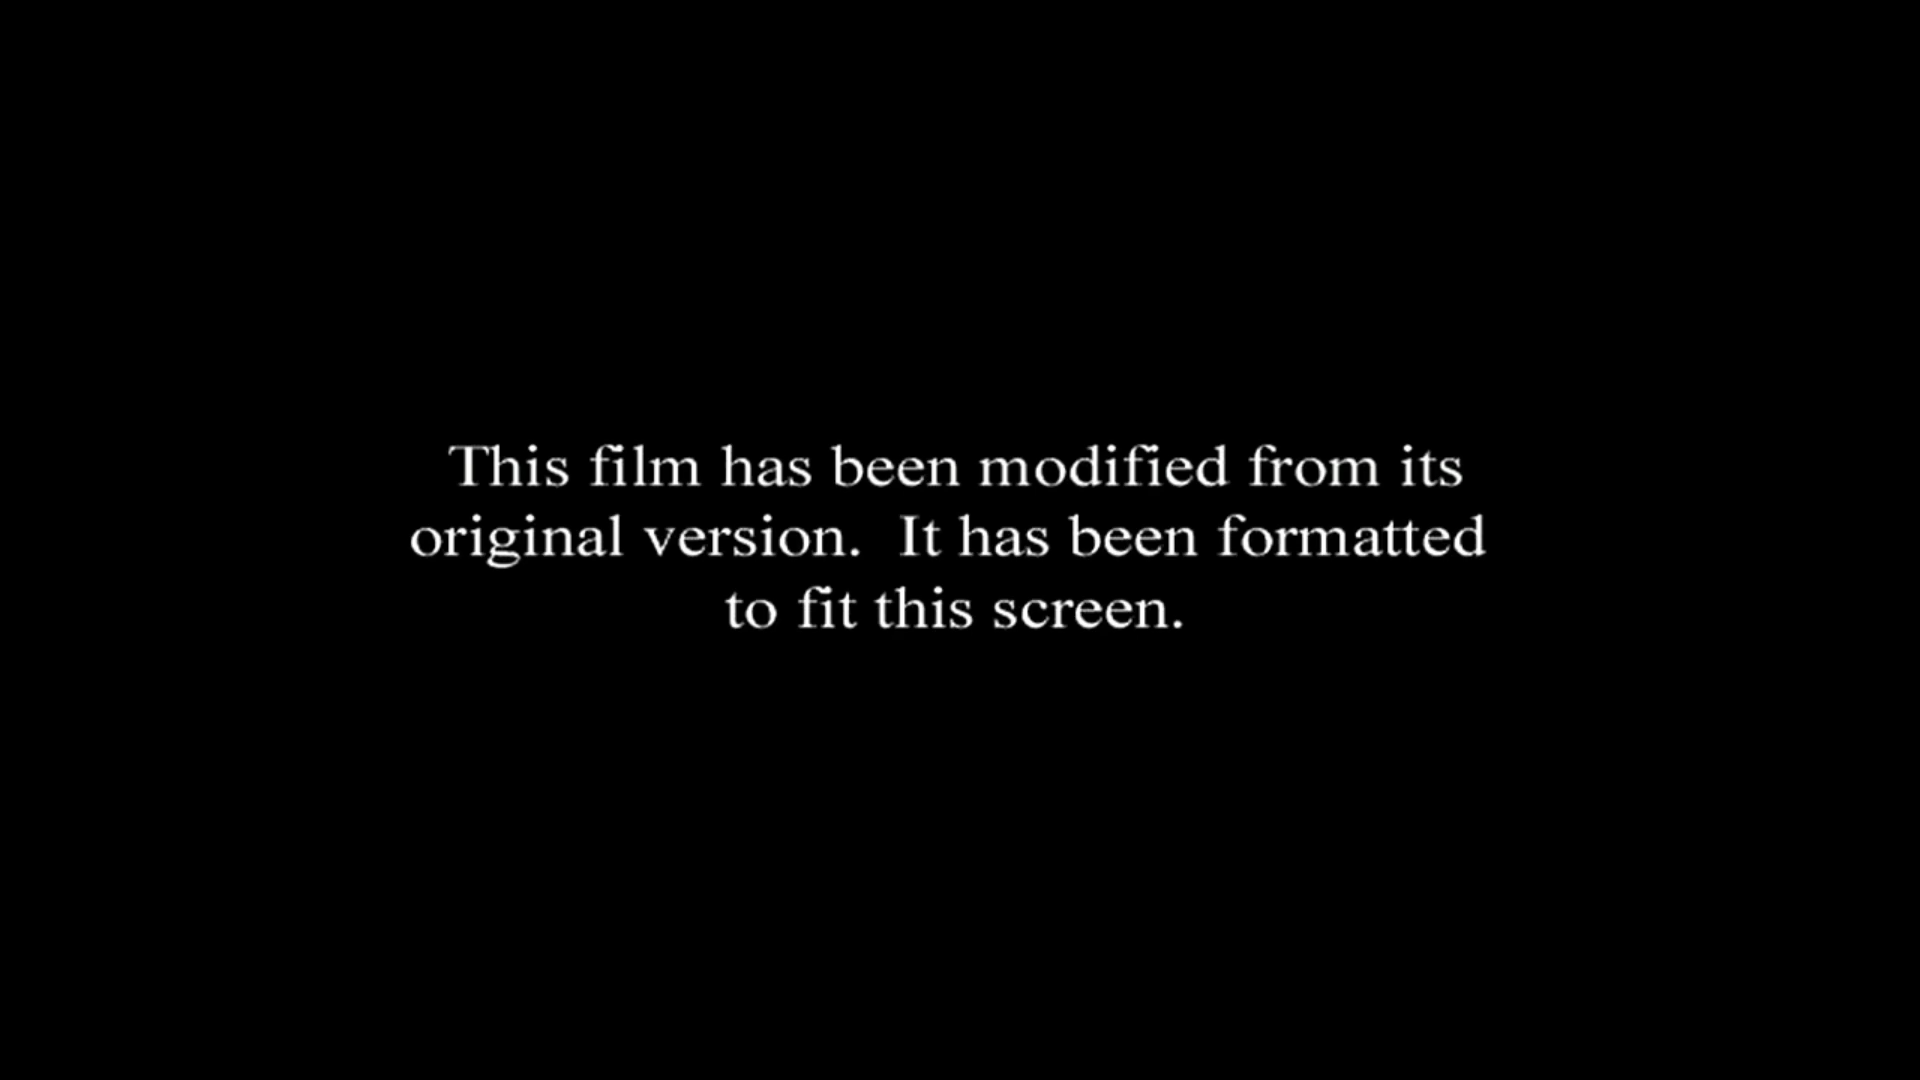 This film has been modified from its
original version.  It has been formatted
to fit this screen.